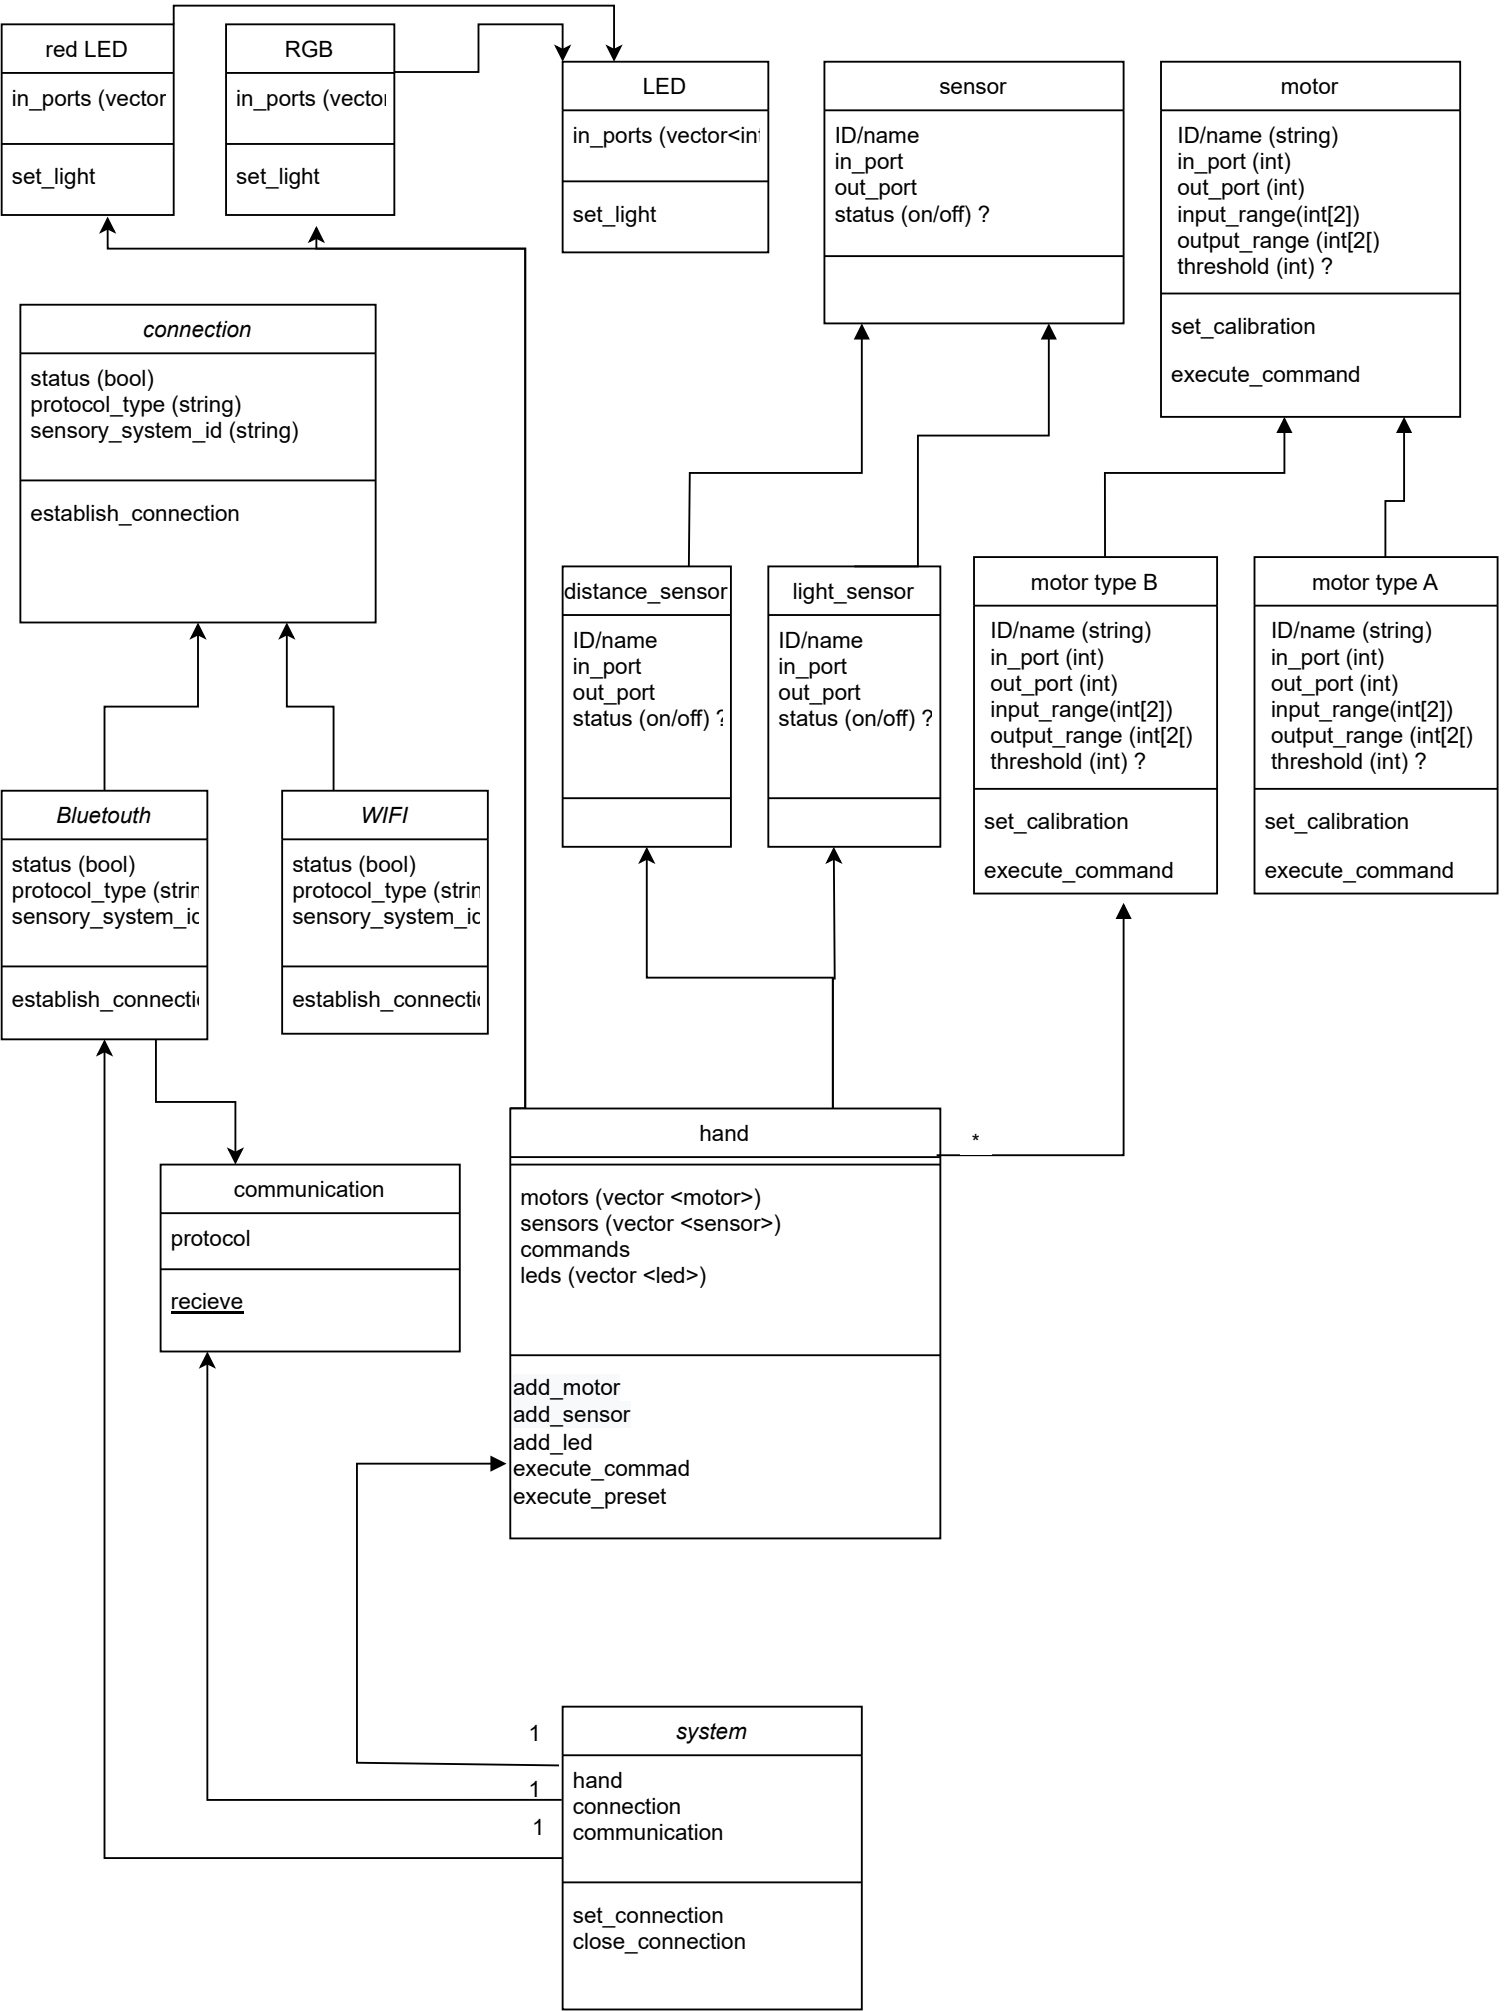 red LED
in_ports (vector
set_light
RGB
in_ports (vector
set_light
LED
in_ports (vector<int
set_light
sensor
ID/name
in_port
out_port
status (on/off) ?
motor
ID/name (string)
in_port (int)
out_port (int)
input_range(int[2])
output_range (int[2[)
threshold (int) ?
set_calibration
execute_command
connection
status (bool)
protocol_type (string)
sensory_system_id (string)
establish_connection
distance_sensor
ID/name
in_port
out_port
status (on/off) ?
light_sensor
ID/name
in_port
out_port
status (on/off) ?
motor type B
ID/name (string)
in_port (int)
out_port (int)
input_range(int[2])
output_range (int[2[)
threshold (int) ?
set_calibration
execute_command
motor type A
ID/name (string)
in_port (int)
out_port (int)
input_range(int[2])
output_range (int[2[)
threshold (int) ?
set_calibration
execute_command
Bluetouth
status (bool)
protocol_type (strin
sensory_system_id
establish_connectio
WIFI
status (bool)
protocol_type (strin
sensory_system_id
establish_connectio
communication
protocol
recieve
hand
*
motors (vector <motor>)
sensors (vector <sensor>)
commands
leds (vector <led>)
add_motor
add_sensor
add_led
execute_commad
execute_preset
1
1
1
system
hand
connection
communication
set_connection
close_connection